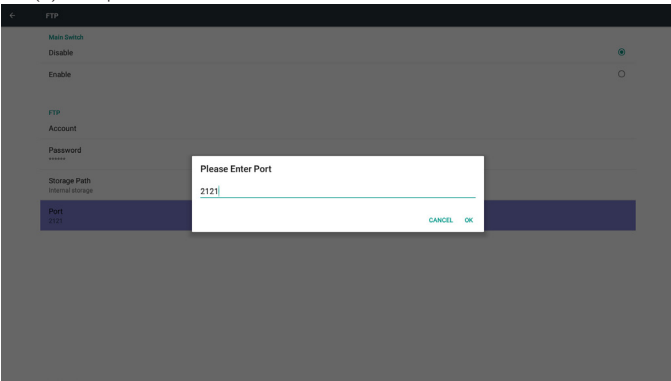 FTP
Main Switch
Disable
Enable
FTP
Account
Password
******
Storage Path
Internal storage
Port
2121
Please Enter Port
2121
CANCEL OK